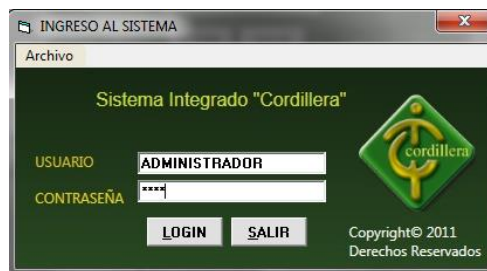 INGRESO AL SISTEMA
Archivo
Sistema Integrado "Cordillera"
USUARIO
ADMINISTRADOR
CONTRASEÑA
****
LOGIN
SALIR
cordillera
Copyright© 2011
Derechos Reservados